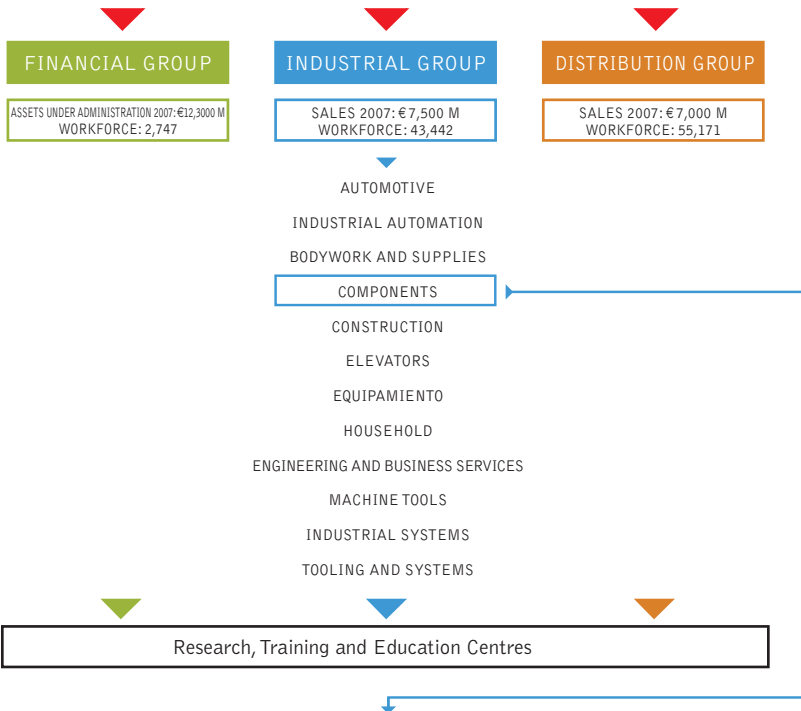 FINANCIAL GROUP
ASSETS UNDER ADMINISTRATION 2007: €12,3000 M
WORKFORCE: 2,747
INDUSTRIAL GROUP
SALES 2007: €7,500 M
WORKFORCE: 43,442
DISTRIBUTION GROUP
SALES 2007: €7,000 M
WORKFORCE: 55,171
AUTOMOTIVE
INDUSTRIAL AUTOMATION
BODYWORK AND SUPPLIES
COMPONENTS
CONSTRUCTION
ELEVATORS
EQUIPAMIENTO
HOUSEHOLD
ENGINEERING AND BUSINESS SERVICES
MACHINE TOOLS
INDUSTRIAL SYSTEMS
TOOLING AND SYSTEMS
Research, Training and Education Centres